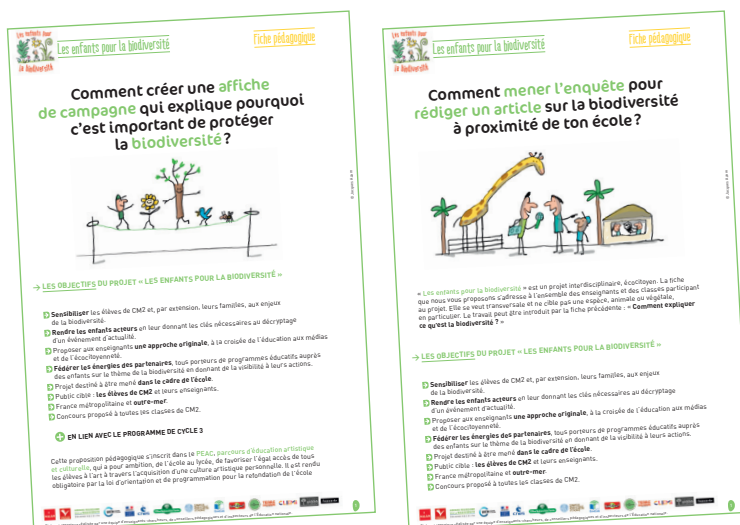 Les enfants pour
la biodiversité
Les enfants pour la biodiversité
Fiche pédagogique
Comment créer une affiche
de campagne qui explique pourquoi
c'est important de protéger
la biodiversité ?
→ LES OBJECTIFS DU PROJET « LES ENFANTS POUR LA BIODIVERSITÉ »
Sensibiliser les élèves de CM2 et, par extension, leurs familles, aux enjeux
de la biodiversité.
Rendre les enfants acteurs en leur donnant les clés nécessaires au décryptage
d'un événement d'actualité.
Proposer aux enseignants une approche originale, à la croisée de l'éducation aux médias
et de l'écocitoyenneté.
Fédérer les énergies des partenaires, tous porteurs de programmes éducatifs auprès
des enfants sur le thème de la biodiversité en donnant de la visibilité à leurs actions.
Projet destiné à être mené dans le cadre de l'école.
Public cible : les élèves de CM2 et leurs enseignants.
France métropolitaine et outre-mer.
Concours proposé à toutes les classes de CM2.
EN LIEN AVEC LE PROGRAMME DE CYCLE 3
Cette proposition pédagogique s'inscrit dans le PEAC, parcours d'éducation artistique
et culturelle, qui a pour ambition, de l'école au lycée, de favoriser l'égal accès de tous
les élèves à l'art à travers l'acquisition d'une culture artistique personnelle. Il est rendu
obligatoire par la loi d'orientation et de programmation pour la refondation de l'école
Les enfants pour
la biodiversité
Les enfants pour la biodiversité
Fiche pédagogique
Comment mener l'enquête pour
rédiger un article sur la biodiversité
à proximité de ton école ?
« Les enfants pour la biodiversité » est un projet interdisciplinaire, écocitoyen. La fiche
que nous vous proposons s'adresse à l'ensemble des enseignants et des classes participant
au projet. Elle se veut transversale et ne cible pas une espèce, animale ou végétale,
en particulier. Le travail peut être introduit par la fiche précédente : « Comment expliquer
ce qu'est la biodiversité ? »
→ LES OBJECTIFS DU PROJET « LES ENFANTS POUR LA BIODIVERSITÉ »
Sensibiliser les élèves de CM2 et, par extension, leurs familles, aux enjeux
de la biodiversité.
Rendre les enfants acteurs en leur donnant les clés nécessaires au décryptage
d'un événement d'actualité.
Proposer aux enseignants une approche originale, à la croisée de l'éducation aux médias
et de l'écocitoyenneté.
Fédérer les énergies des partenaires, tous porteurs de programmes éducatifs auprès
des enfants sur le thème de la biodiversité en donnant de la visibilité à leurs actions.
Projet destiné à être mené dans le cadre de l'école.
Public cible : les élèves de CM2 et leurs enseignants.
France métropolitaine et outre-mer.
Concours proposé à toutes les classes de CM2.